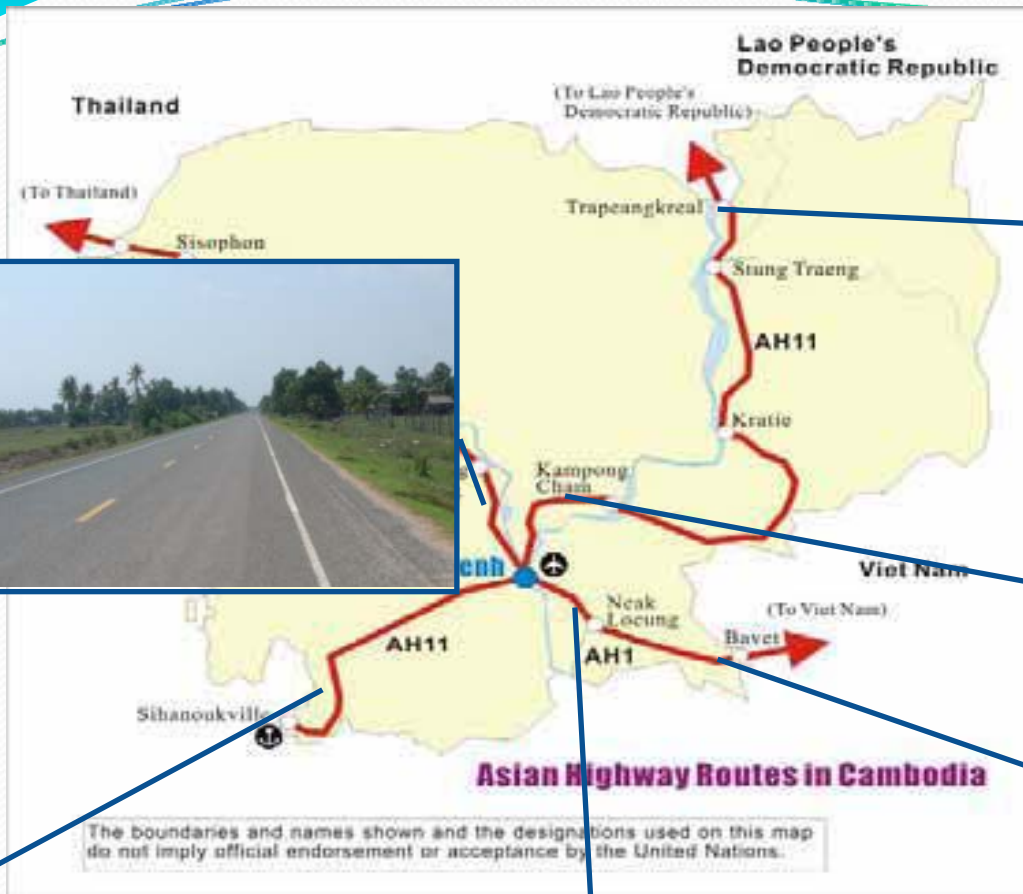 Lao People's
Democratic Republic
(To Lao People's
Democratic Republic)
Thailand
(To Thailand)
Trapeangkreal
Sisophon
Stung Traeng
AH11
Kratie
Kampong
Cham
enh
Viet Nam
(To Viet Nam)
Neak
Loeung
Bavet
AH11
AH1
Sihanoukville
Asian Highway Routes in Cambodia
The boundaries and names shown and the designations used on this map
do not imply official endorsement or acceptance by the United Nations.